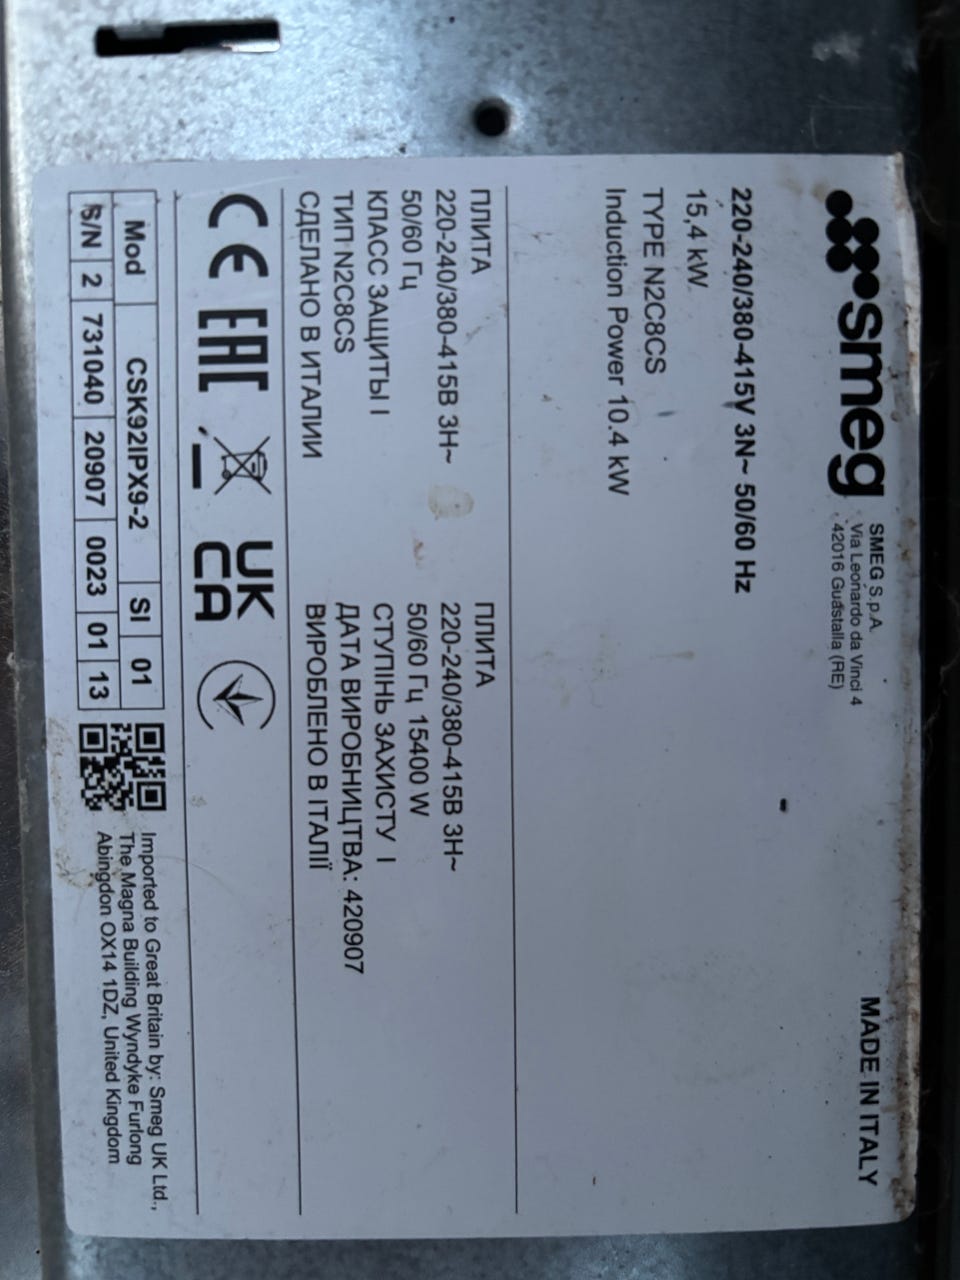 smeg
SMEG S.p.A.
Via Leonardo da Vinci 4
42016 Guastalla (RE)
MADE IN ITALY
220-240/380-415V 3N~ 50/60 Hz
15,4 kW
TYPE N2C8CS
Induction Power 10.4 kW
ПЛИТА
220-240/380-415В 3Н~
50/60 Гц
КЛАСС ЗАЩИТЫ I
ТИП N2C8CS
СДЕЛАНО В ИТАЛИИ
ПЛИТА
220-240/380-415В 3Н~
50/60 Гц 15400 W
СТУПІНЬ ЗАХИСТУ I
ДАТА ВИРОБНИЦТВА: 420907
ВИРОБЛЕНО В ІТАЛІЇ
CE EAC UK
CA
Mod CSK92IPX9-2 SI 01
S/N 2 731040 20907 0023 01 13
Imported to Great Britain by: Smeg UK Ltd.,
The Magna Building Wyndyke Furlong
Abingdon OX14 1DZ, United Kingdom